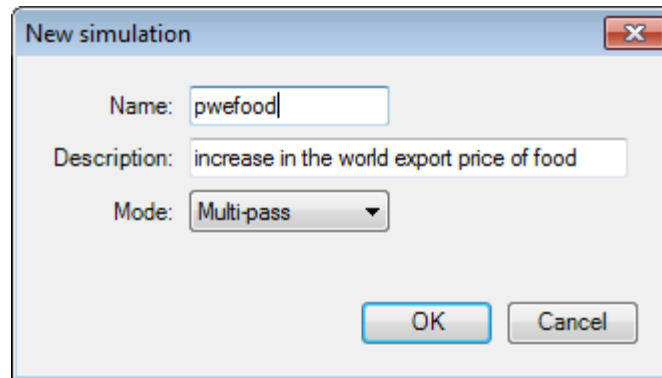 New simulation
Name: pwefood
Description: increase in the world export price of food
Mode: Multi-pass
OK Cancel